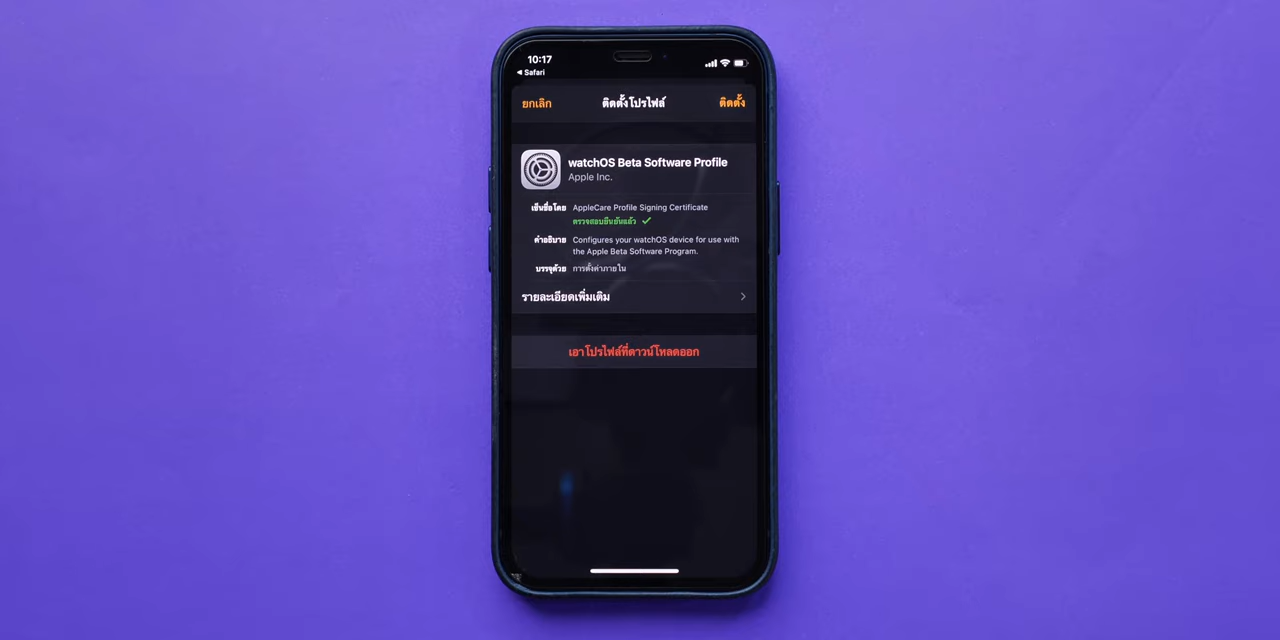 10:17
◀ Safari
ยกเลิก ติดตั้งโปรไฟล์ ติดตั้ง
watchOS Beta Software Profile
Apple Inc.
เซ็นชื่อโดย AppleCare Profile Signing Certificate
ตรวจสอบยืนยันแล้ว ✓
คำอธิบาย Configures your watchOS device for use with
the Apple Beta Software Program.
บรรจุด้วย การตั้งค่าภายใน
รายละเอียดเพิ่มเติม
เอาโปรไฟล์ที่ดาวน์โหลดออก